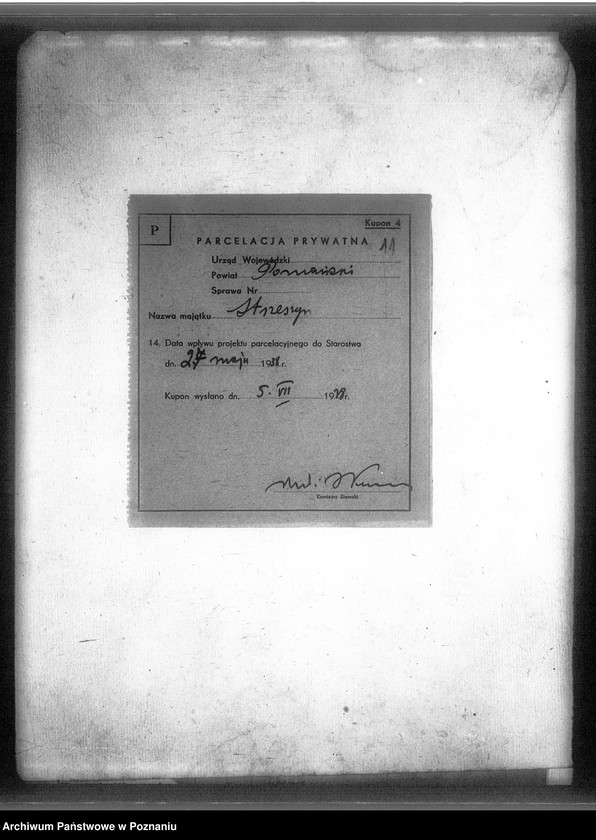 Kupon 4
P
PARCELACJA PRYWATNA
11
Urząd Wojewódzki
Powiat Poznański
Sprawa Nr
Nazwa majątku Strzeszyn
14. Data wpływu projektu parcelacyjnego do Starostwa
dn. 27 maja 1938 r.
Kupon wysłano dn. 5. VII 1938 r.
Komisarz Ziemski
Archiwum Państwowe w Poznaniu